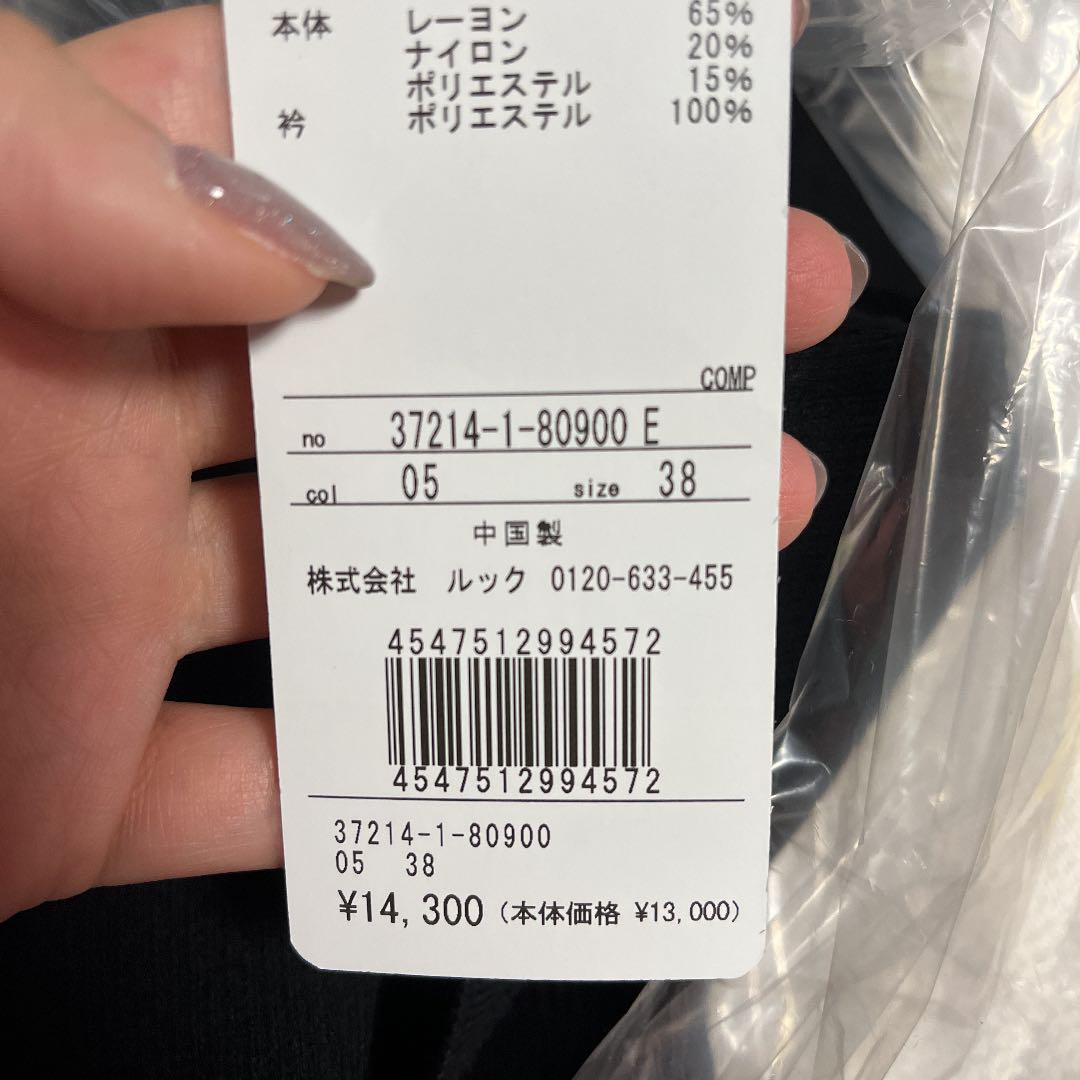 本体 レーヨン 65%
ナイロン 20%
ポリエステル 15%
衿 ポリエステル 100%
COMP
no 37214-1-80900 E
col 05 size 38
中国製
株式会社 ルック 0120-633-455
4547512994572
4547512994572
37214-1-80900
05 38
¥14,300 (本体価格 ¥13,000)